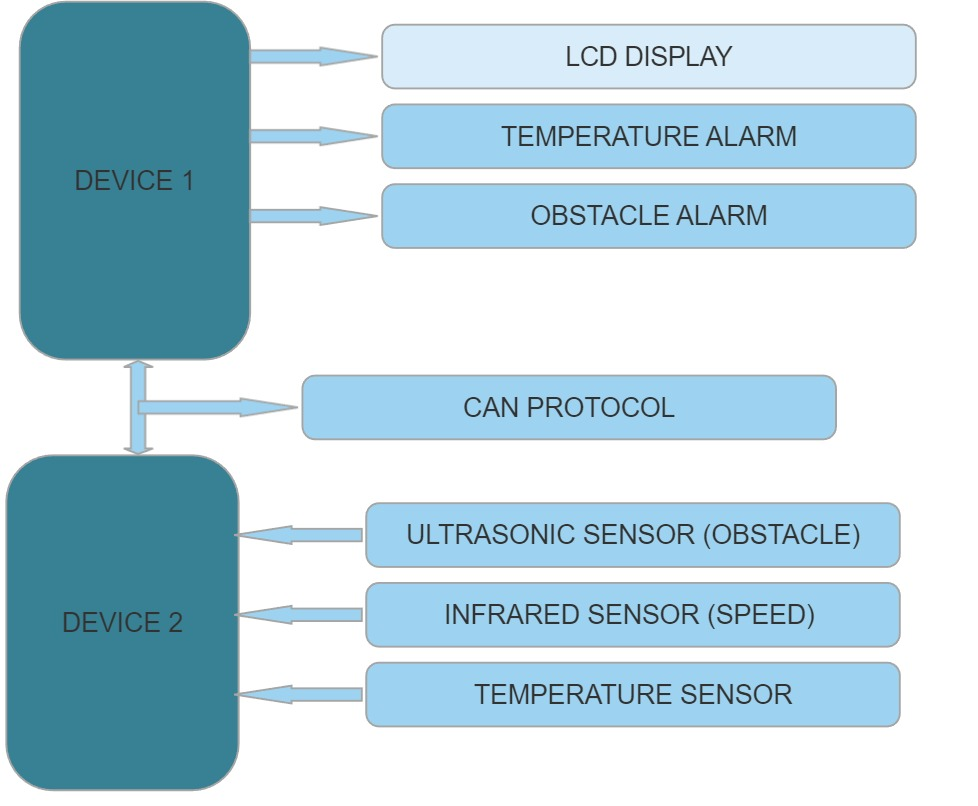 LCD DISPLAY
TEMPERATURE ALARM
DEVICE 1
OBSTACLE ALARM
CAN PROTOCOL
ULTRASONIC SENSOR (OBSTACLE)
INFRARED SENSOR (SPEED)
DEVICE 2
TEMPERATURE SENSOR